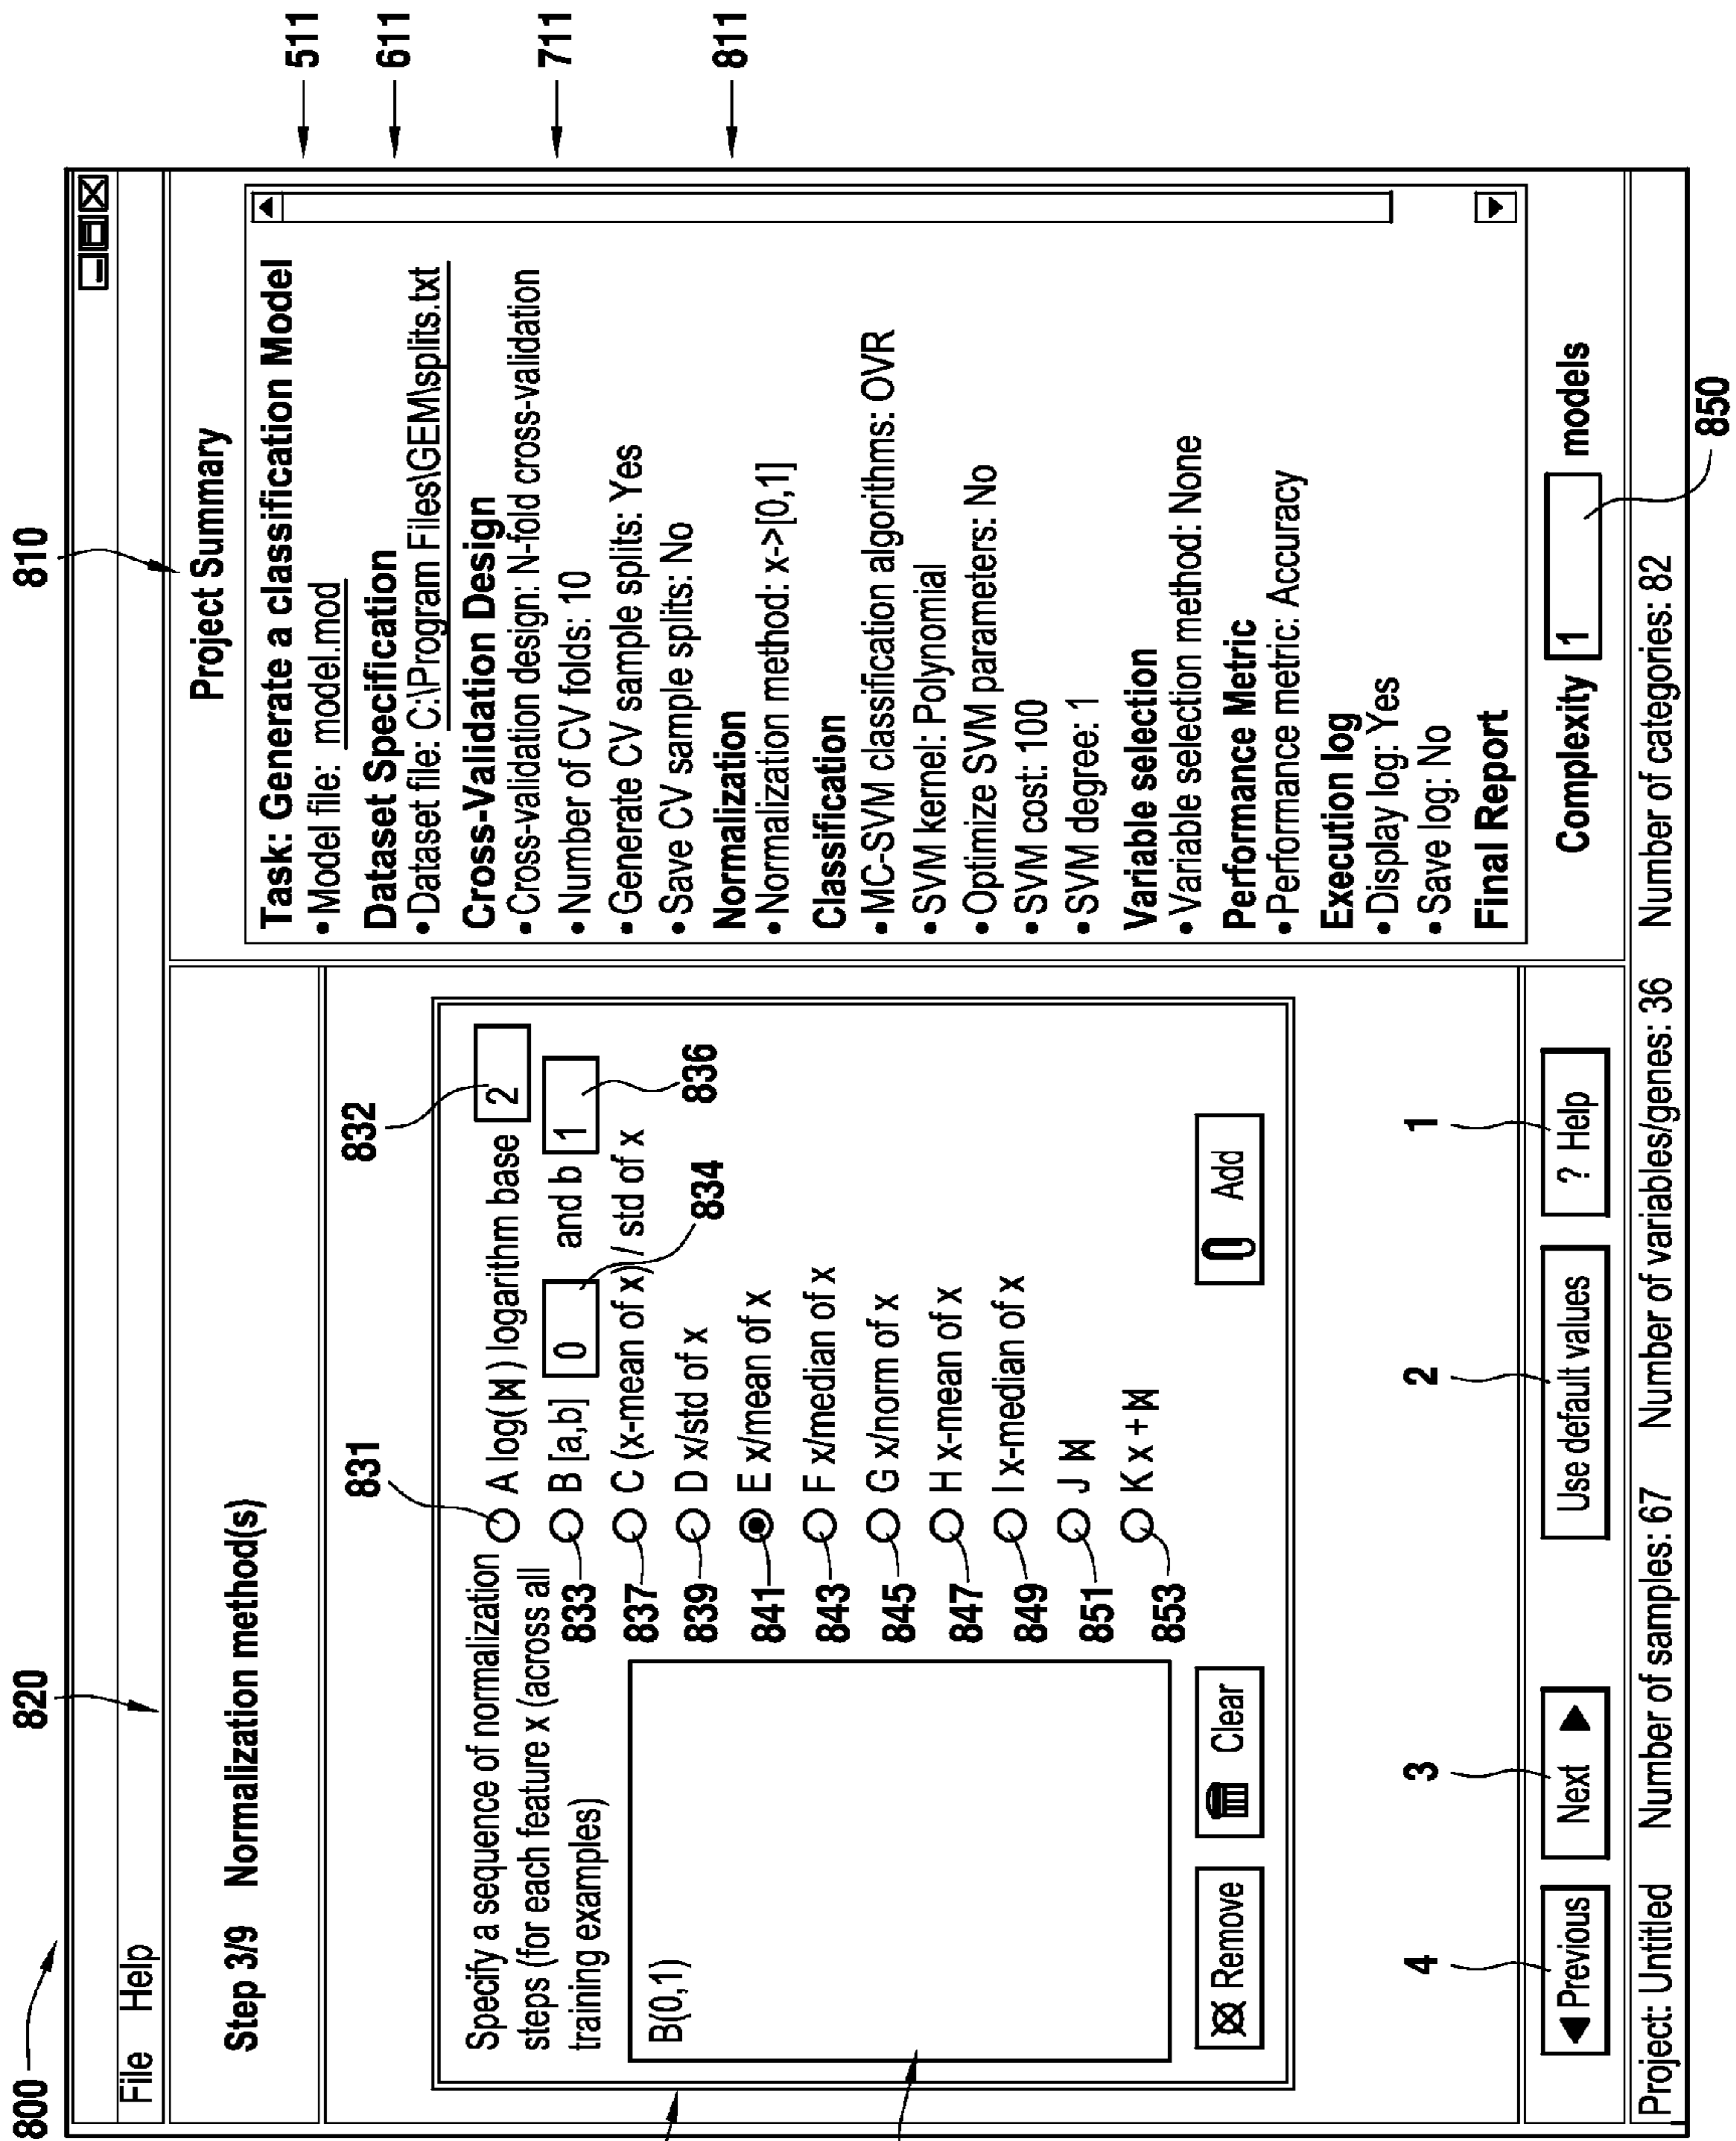 800
820
810
File Help
Step 3/9 Normalization method(s)
Specify a sequence of normalization
steps (for each feature x (across all
training examples)
B(0,1)
831
832
833
834
836
837
839
841
843
845
847
849
851
853
A log(|x|) logarithm base 2
B [a,b] 0 and b 1
C (x-mean of x) / std of x
D x/std of x
E x/mean of x
F x/median of x
G x/norm of x
H x-mean of x
I x-median of x
J |x|
K x + |x|
Remove
Clear
Add
4
3
2
1
Previous
Next
Use default values
? Help
Project Summary
Task: Generate a classification Model
• Model file: model.mod
Dataset Specification
• Dataset file: C:\Program Files\GEM\splits.txt
Cross-Validation Design
• Cross-validation design: N-fold cross-validation
• Number of CV folds: 10
• Generate CV sample splits: Yes
• Save CV sample splits: No
Normalization
• Normalization method: x->[0,1]
Classification
• MC-SVM classification algorithms: OVR
• SVM kernel: Polynomial
• Optimize SVM parameters: No
• SVM cost: 100
• SVM degree: 1
Variable selection
• Variable selection method: None
Performance Metric
• Performance metric: Accuracy
Execution log
• Display log: Yes
• Save log: No
Final Report
Complexity 1 models
850
511
611
711
811
Project: Untitled Number of samples: 67 Number of variables/genes: 36 Number of categories: 82